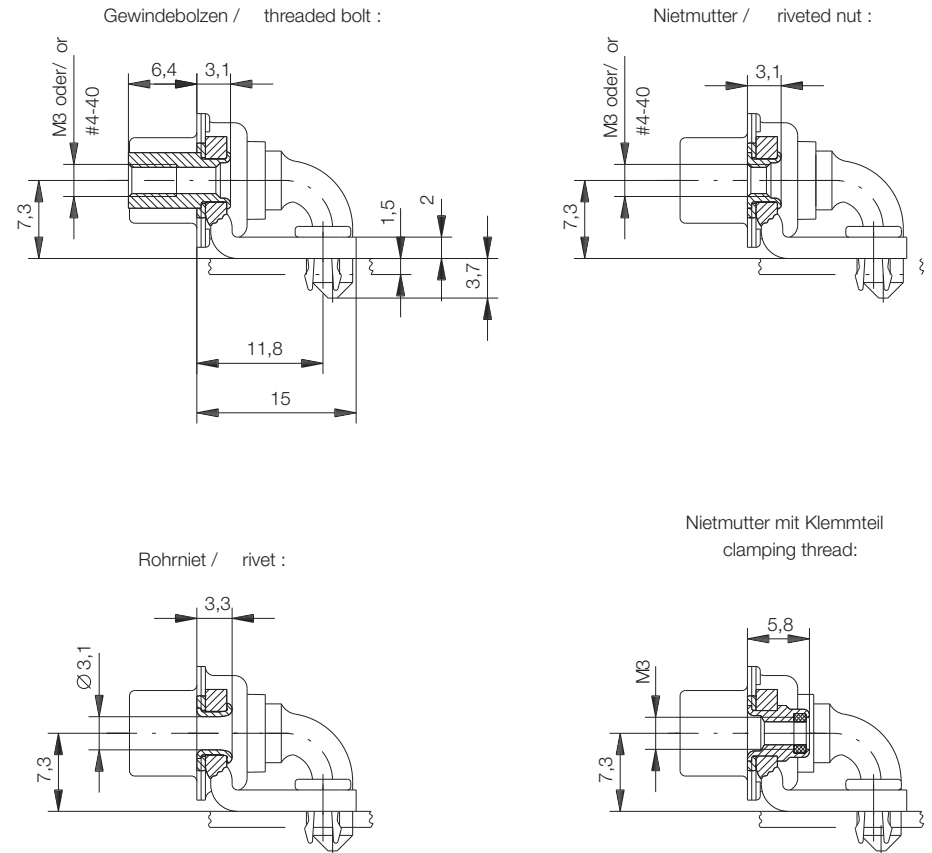 Gewindebolzen / threaded bolt :
M3 oder/ or
#4-40
6,4
3,1
7,3
1,5
2
3,7
11,8
15
Nietmutter / riveted nut :
M3 oder/ or
#4-40
3,1
7,3
Rohrniet / rivet :
3,3
Ø 3,1
7,3
Nietmutter mit Klemmteil
clamping thread:
5,8
M3
7,3